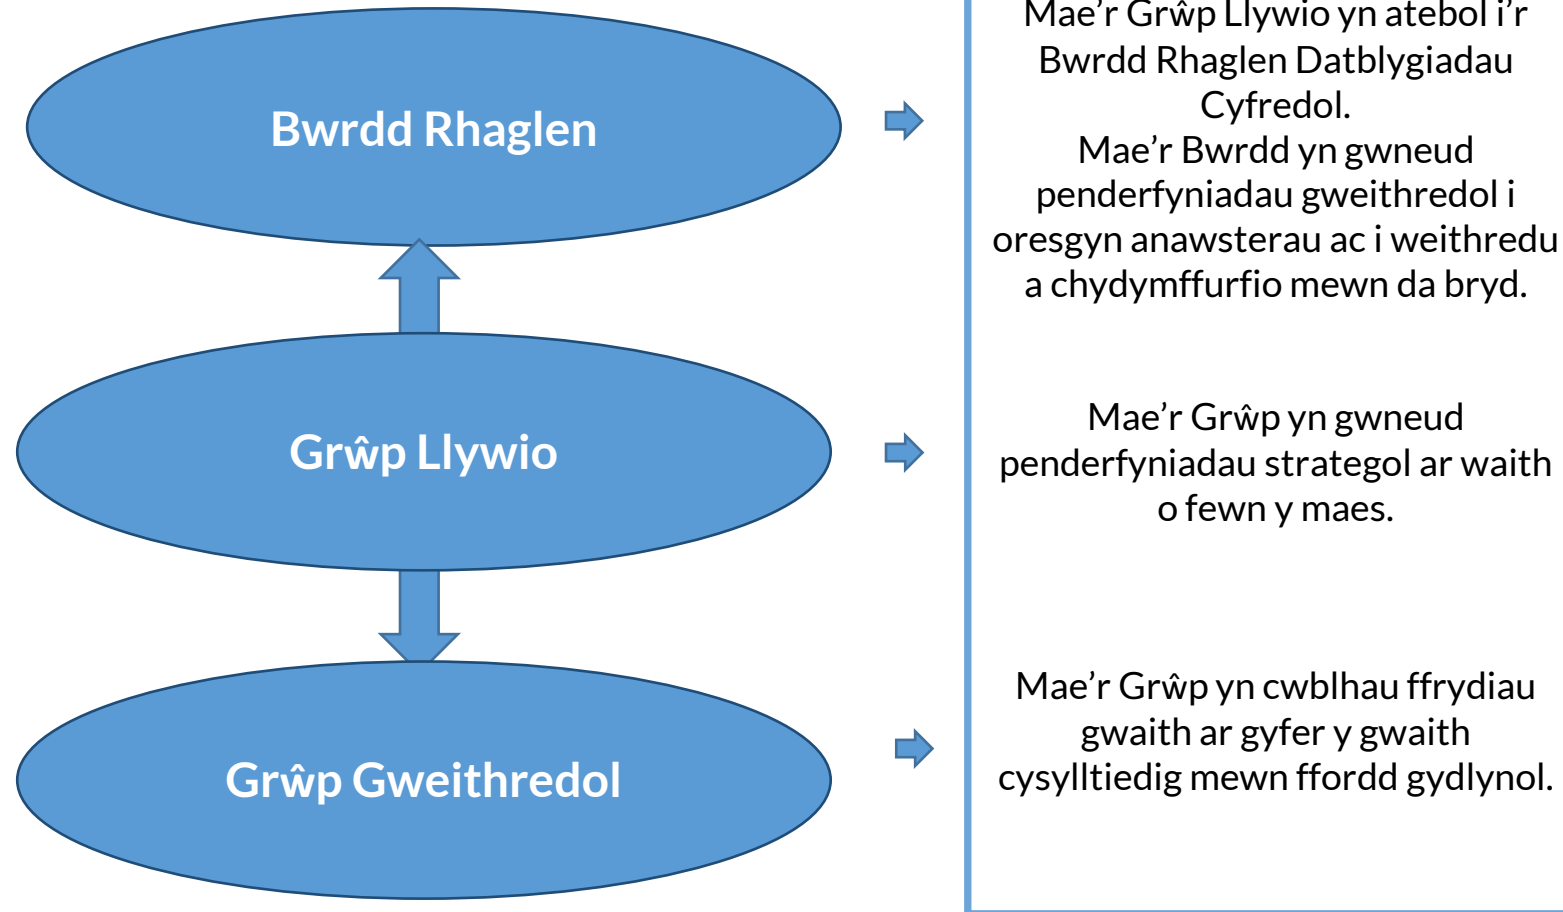 Bwrdd Rhaglen
Mae'r Grŵp Llywio yn atebol i'r
Bwrdd Rhaglen Datblygiadau
Cyfredol.
Mae'r Bwrdd yn gwneud
penderfyniadau gweithredol i
oresgyn anawsterau ac i weithredu
a chydymffurfio mewn da bryd.
Grŵp Llywio
Mae'r Grŵp yn gwneud
penderfyniadau strategol ar waith
o fewn y maes.
Grŵp Gweithredol
Mae'r Grŵp yn cwblhau ffrydiau
gwaith ar gyfer y gwaith
cysylltiedig mewn ffordd gydlynol.